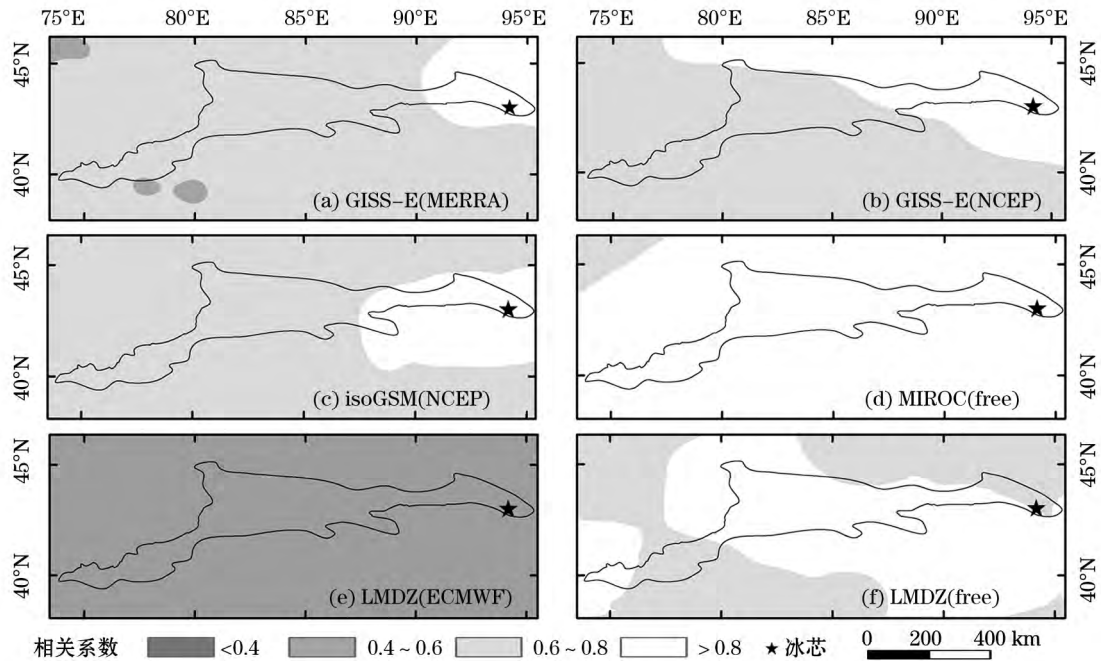 75°E 80°E 85°E 90°E 95°E 75°E 80°E 85°E 90°E 95°E
45°N 45°N
40°N 40°N
(a) GISS-E(MERRA) (b) GISS-E(NCEP)
45°N 45°N
40°N 40°N
(c) isoGSM(NCEP) (d) MIROC(free)
45°N 45°N
40°N 40°N
(e) LMDZ(ECMWF) (f) LMDZ(free)
相关系数 <0.4 0.4~0.6 0.6~0.8 >0.8 ★冰芯 0 200 400 km